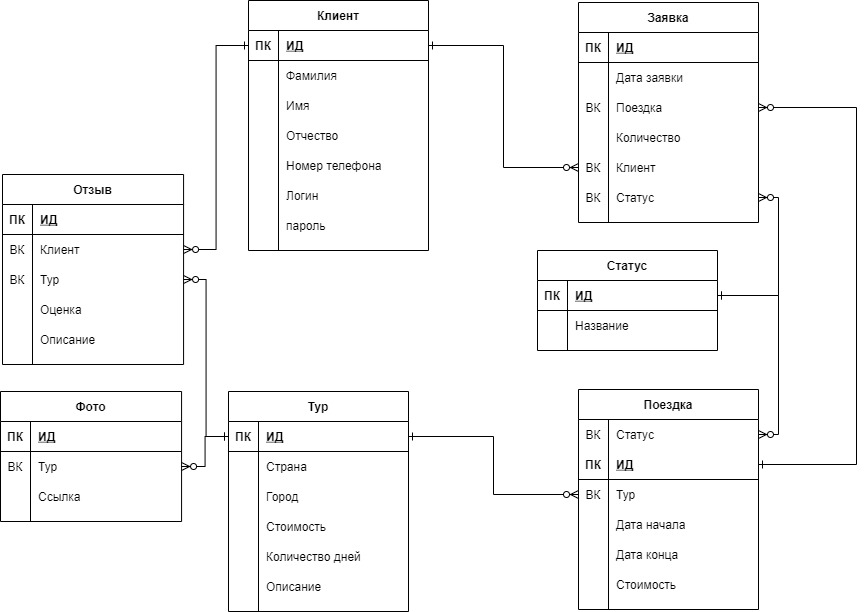 Клиент
ПК ИД
Фамилия
Имя
Отчество
Номер телефона
Логин
пароль
Заявка
ПК ИД
Дата заявки
ВК Поездка
Количество
ВК Клиент
ВК Статус
Отзыв
ПК ИД
ВК Клиент
ВК Тур
Оценка
Описание
Статус
ПК ИД
Название
Фото
ПК ИД
ВК Тур
Ссылка
Тур
ПК ИД
Страна
Город
Стоимость
Количество дней
Описание
Поездка
ВК Статус
ПК ИД
ВК Тур
Дата начала
Дата конца
Стоимость